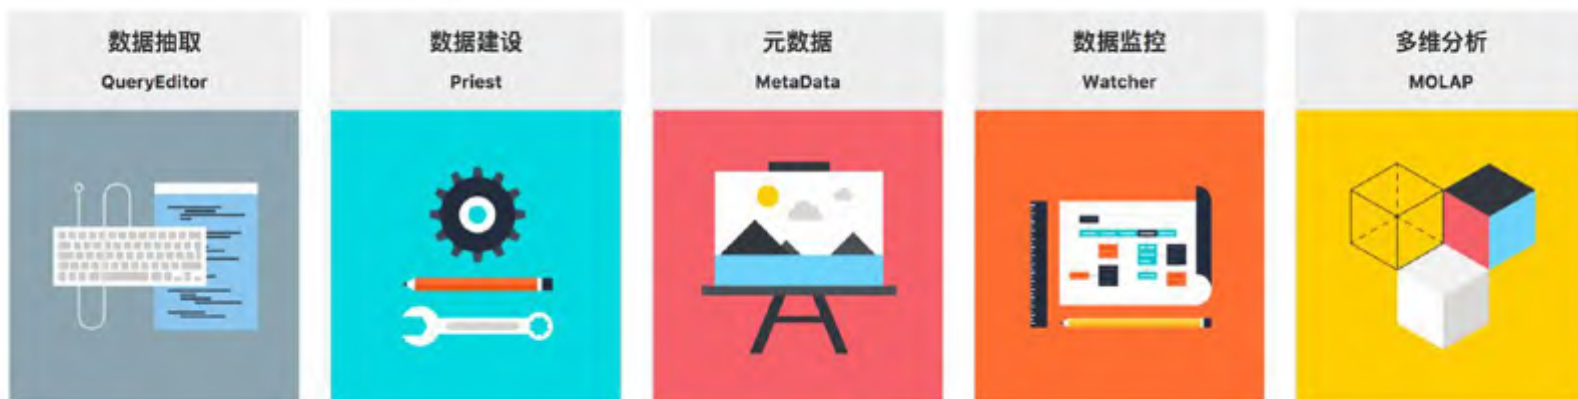 数据抽取
QueryEditor
数据建设
Priest
元数据
MetaData
数据监控
Watcher
多维分析
MOLAP